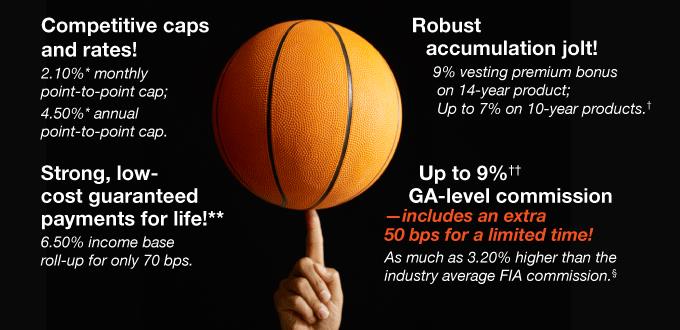 Competitive caps
and rates!
2.10%* monthly
point-to-point cap;
4.50%* annual
point-to-point cap.
Robust
accumulation jolt!
9% vesting premium bonus
on 14-year product;
Up to 7% on 10-year products.†
Strong, low-
cost guaranteed
payments for life!**
6.50% income base
roll-up for only 70 bps.
Up to 9%††
GA-level commission
—includes an extra
50 bps for a limited time!
As much as 3.20% higher than the
industry average FIA commission.§